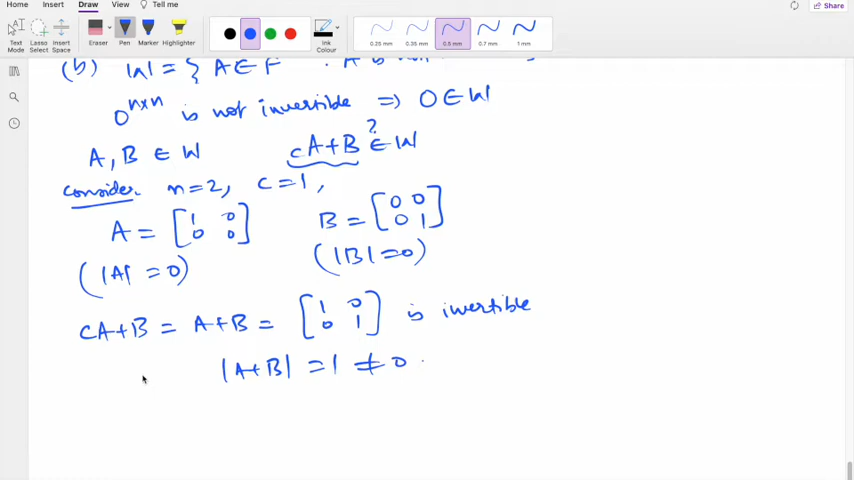 Home Insert Draw View Tell me Share
Text Mode Lasso Select Insert Space Eraser Pen Marker Highlighter Ink Colour 0.25 mm 0.35 mm 0.5 mm 0.7 mm 1 mm
(b) W = { A ∈ F : A is
0^{n×n} is not invertible ⇒ 0 ∈ W
A, B ∈ W cA+B ∈? W
consider. n=2, c=1,
A = [1 0; 0 0] B = [0 0; 0 1]
(|A| = 0) (|B| = 0)
cA+B = A+B = [1 0; 0 1] is invertible
|A+B| = 1 ≠ 0.